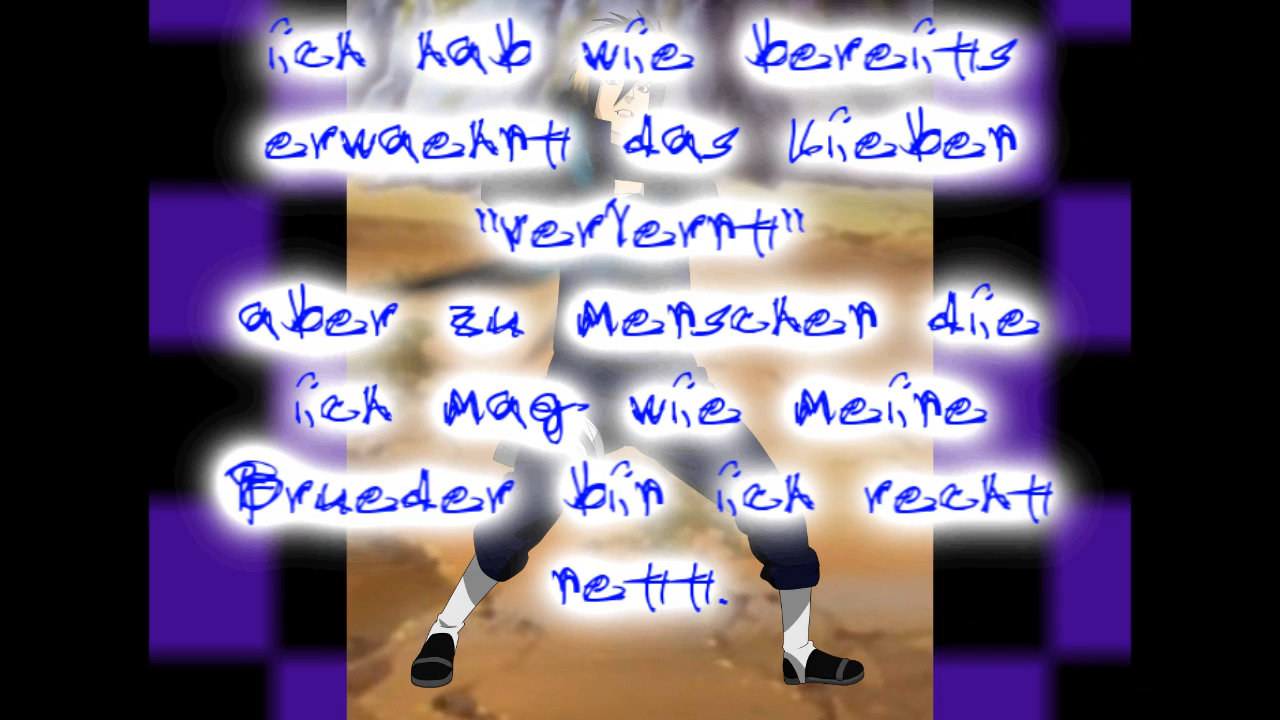 ich hab wie bereits
erwaehnt das Lieben
"verlernt"
aber zu Menschen die
ich mag wie meine
Brueder bin ich recht
nett.